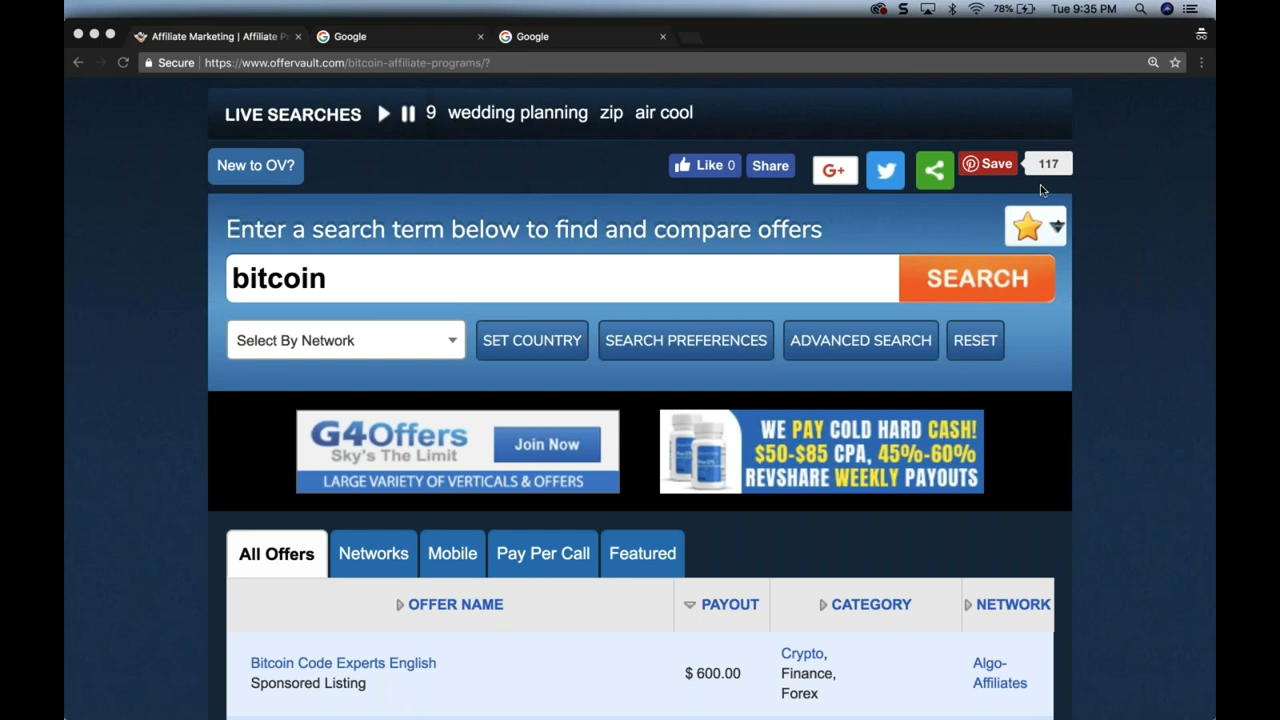 78%
Tue 9:35 PM
Affiliate Marketing | Affiliate P
Google
Google
Secure
https://www.offervault.com/bitcoin-affiliate-programs/?
LIVE SEARCHES
9 wedding planning zip air cool
New to OV?
Like 0
Share
G+
Save
117
Enter a search term below to find and compare offers
bitcoin
SEARCH
Select By Network
SET COUNTRY
SEARCH PREFERENCES
ADVANCED SEARCH
RESET
G4Offers
Sky's The Limit
Join Now
LARGE VARIETY OF VERTICALS & OFFERS
WE PAY COLD HARD CASH!
$50-$85 CPA, 45%-60%
REVSHARE WEEKLY PAYOUTS
All Offers
Networks
Mobile
Pay Per Call
Featured
OFFER NAME
PAYOUT
CATEGORY
NETWORK
Bitcoin Code Experts English
Sponsored Listing
$ 600.00
Crypto,
Finance,
Forex
Algo-
Affiliates